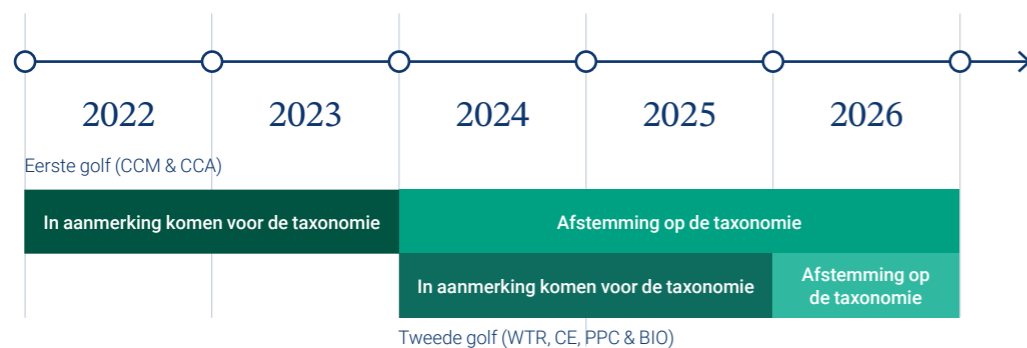 2022 2023 2024 2025 2026
Eerste golf (CCM & CCA)
In aanmerking komen voor de taxonomie Afstemming op de taxonomie
In aanmerking komen voor de taxonomie Afstemming op
de taxonomie
Tweede golf (WTR, CE, PPC & BIO)